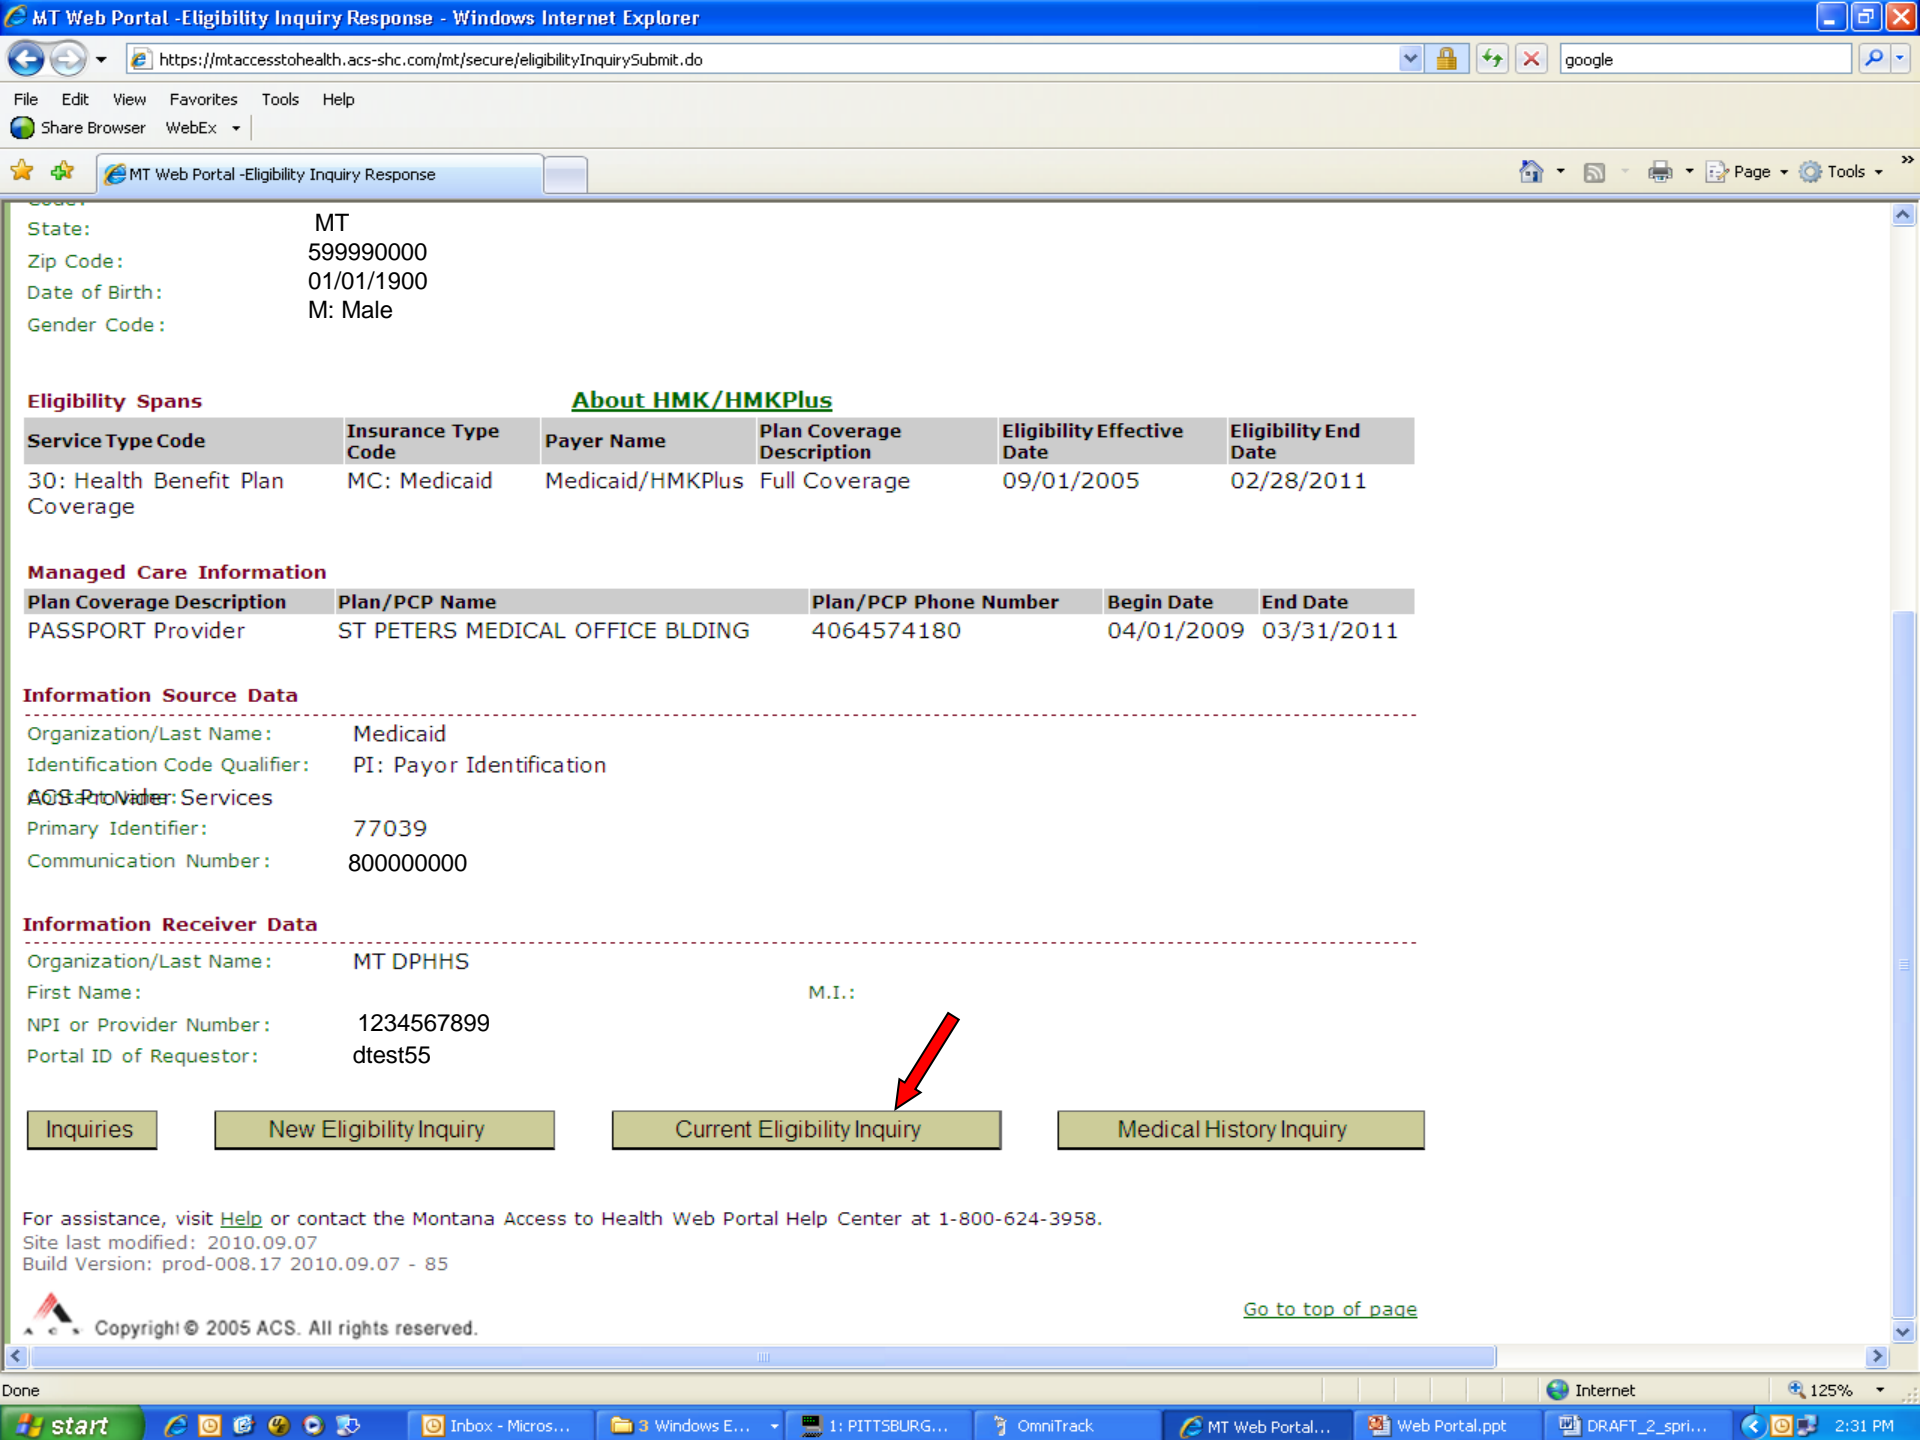 MT Web Portal -Eligibility Inquiry Response - Windows Internet Explorer
https://mtaccesstohealth.acs-shc.com/mt/secure/eligibilityInquirySubmit.do
google
File Edit View Favorites Tools Help
Share Browser WebEx
MT Web Portal -Eligibility Inquiry Response
Page Tools
State: MT
Zip Code: 599990000
Date of Birth: 01/01/1900
Gender Code: M: Male
Eligibility Spans About HMK/HMKPlus
Service Type Code Insurance Type Code Payer Name Plan Coverage Description Eligibility Effective Date Eligibility End Date
30: Health Benefit Plan Coverage MC: Medicaid Medicaid/HMKPlus Full Coverage 09/01/2005 02/28/2011
Managed Care Information
Plan Coverage Description Plan/PCP Name Plan/PCP Phone Number Begin Date End Date
PASSPORT Provider ST PETERS MEDICAL OFFICE BLDING 4064574180 04/01/2009 03/31/2011
Information Source Data
Organization/Last Name: Medicaid
Identification Code Qualifier: PI: Payor Identification
ACS Provider Services
Primary Identifier: 77039
Communication Number: 800000000
Information Receiver Data
Organization/Last Name: MT DPHHS
First Name: M.I.:
NPI or Provider Number: 1234567899
Portal ID of Requestor: dtest55
Inquiries New Eligibility Inquiry Current Eligibility Inquiry Medical History Inquiry
For assistance, visit Help or contact the Montana Access to Health Web Portal Help Center at 1-800-624-3958.
Site last modified: 2010.09.07
Build Version: prod-008.17 2010.09.07 - 85
Go to top of page
A C S Copyright © 2005 ACS. All rights reserved.
Done Internet 125%
start Inbox - Micros... 3 Windows E... 1: PITTSBURG... OmniTrack MT Web Portal... Web Portal.ppt DRAFT_2_spri... 2:31 PM